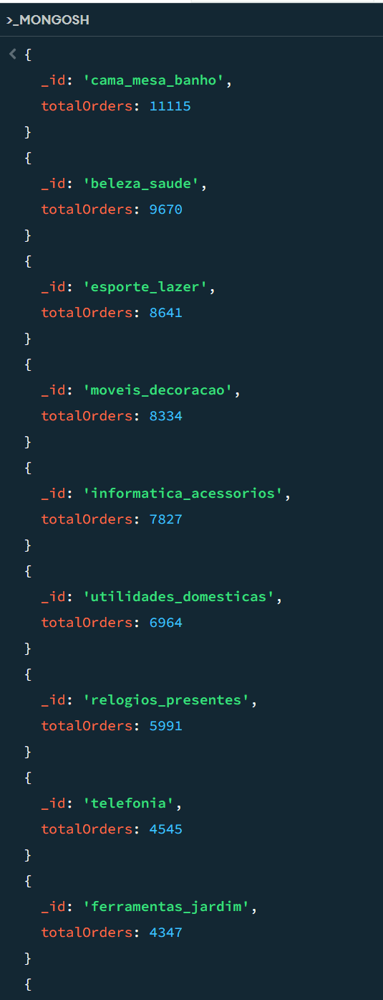 >_MONGOSH
{
_id: 'cama_mesa_banho',
totalOrders: 11115
}
{
_id: 'beleza_saude',
totalOrders: 9670
}
{
_id: 'esporte_lazer',
totalOrders: 8641
}
{
_id: 'moveis_decoracao',
totalOrders: 8334
}
{
_id: 'informatica_acessorios',
totalOrders: 7827
}
{
_id: 'utilidades_domesticas',
totalOrders: 6964
}
{
_id: 'relogios_presentes',
totalOrders: 5991
}
{
_id: 'telefonia',
totalOrders: 4545
}
{
_id: 'ferramentas_jardim',
totalOrders: 4347
}
{